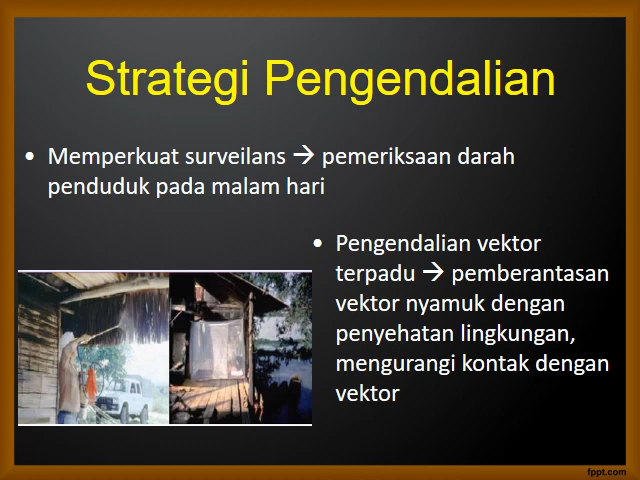 Strategi Pengendalian
• Memperkuat surveilans → pemeriksaan darah
penduduk pada malam hari
• Pengendalian vektor
terpadu → pemberantasan
vektor nyamuk dengan
penyehatan lingkungan,
mengurangi kontak dengan
vektor
fppt.com